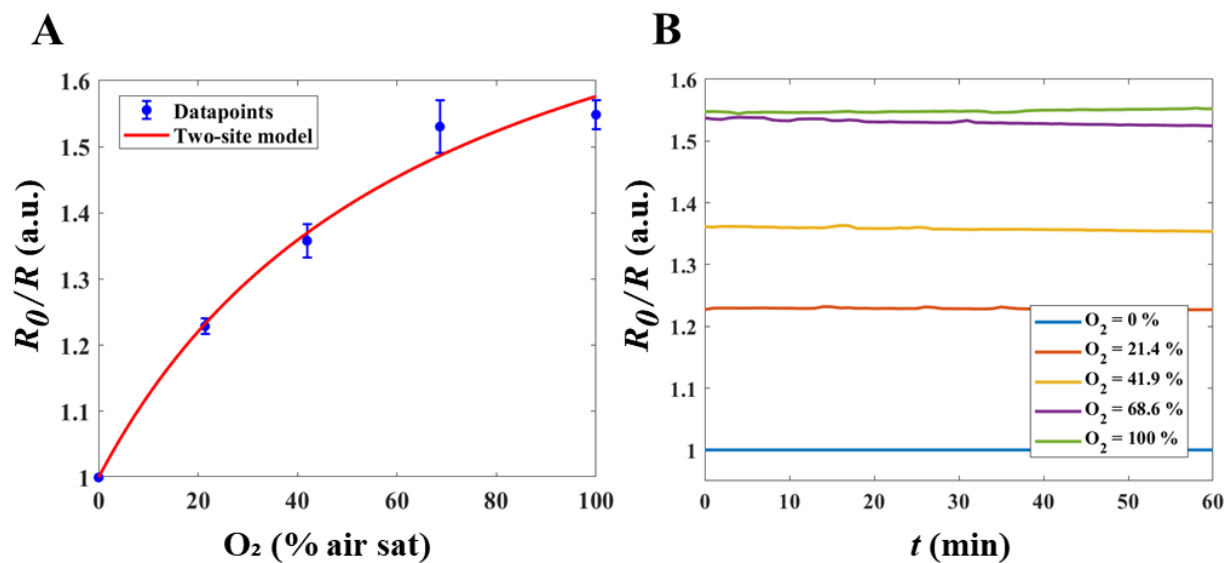 A
B
1.6
1.5
1.4
1.3
1.2
1.1
1
R0/R (a.u.)
Datapoints
Two-site model
0
20
40
60
80
100
O₂ (% air sat)
1.6
1.5
1.4
1.3
1.2
1.1
1
R0/R (a.u.)
O₂ = 0 %
O₂ = 21.4 %
O₂ = 41.9 %
O₂ = 68.6 %
O₂ = 100 %
0
10
20
30
40
50
60
t (min)